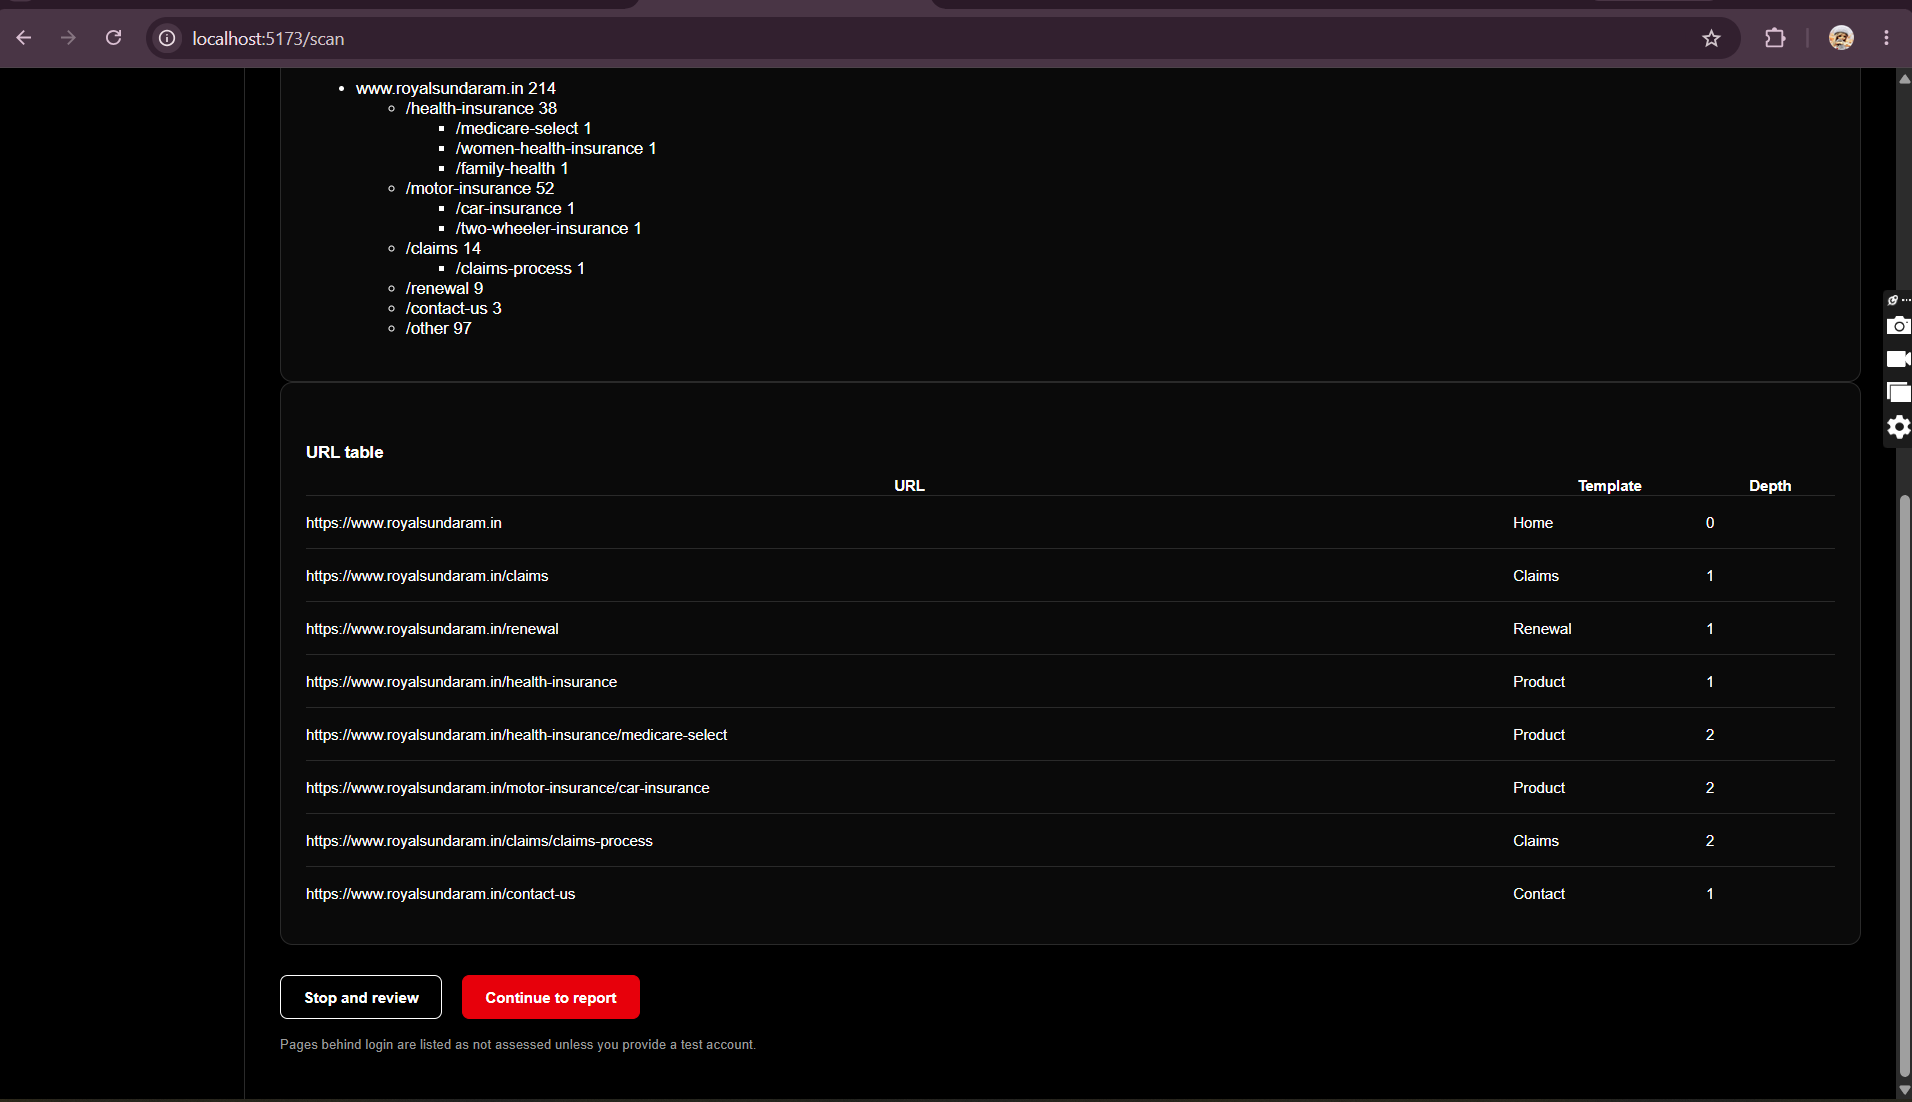 localhost:5173/scan
www.royalsundaram.in 214
/health-insurance 38
/medicare-select 1
/women-health-insurance 1
/family-health 1
/motor-insurance 52
/car-insurance 1
/two-wheeler-insurance 1
/claims 14
/claims-process 1
/renewal 9
/contact-us 3
/other 97
URL table
URL Template Depth
https://www.royalsundaram.in Home 0
https://www.royalsundaram.in/claims Claims 1
https://www.royalsundaram.in/renewal Renewal 1
https://www.royalsundaram.in/health-insurance Product 1
https://www.royalsundaram.in/health-insurance/medicare-select Product 2
https://www.royalsundaram.in/motor-insurance/car-insurance Product 2
https://www.royalsundaram.in/claims/claims-process Claims 2
https://www.royalsundaram.in/contact-us Contact 1
Stop and review Continue to report
Pages behind login are listed as not assessed unless you provide a test account.